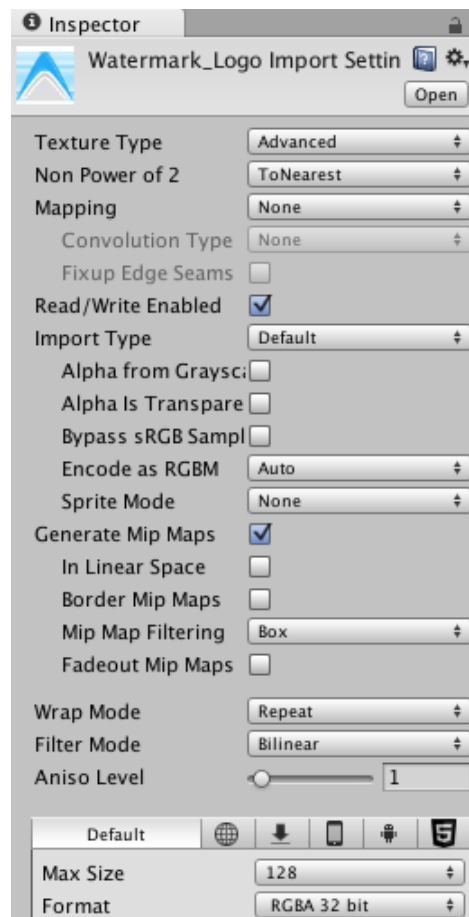 Inspector
Watermark_Logo Import Settin
Open
Texture Type Advanced
Non Power of 2 ToNearest
Mapping None
Convolution Type None
Fixup Edge Seams
Read/Write Enabled
Import Type Default
Alpha from Graysca
Alpha Is Transpare
Bypass sRGB Sampl
Encode as RGBM Auto
Sprite Mode None
Generate Mip Maps
In Linear Space
Border Mip Maps
Mip Map Filtering Box
Fadeout Mip Maps
Wrap Mode Repeat
Filter Mode Bilinear
Aniso Level 1
Default 5
Max Size 128
Format RGBA 32 bit